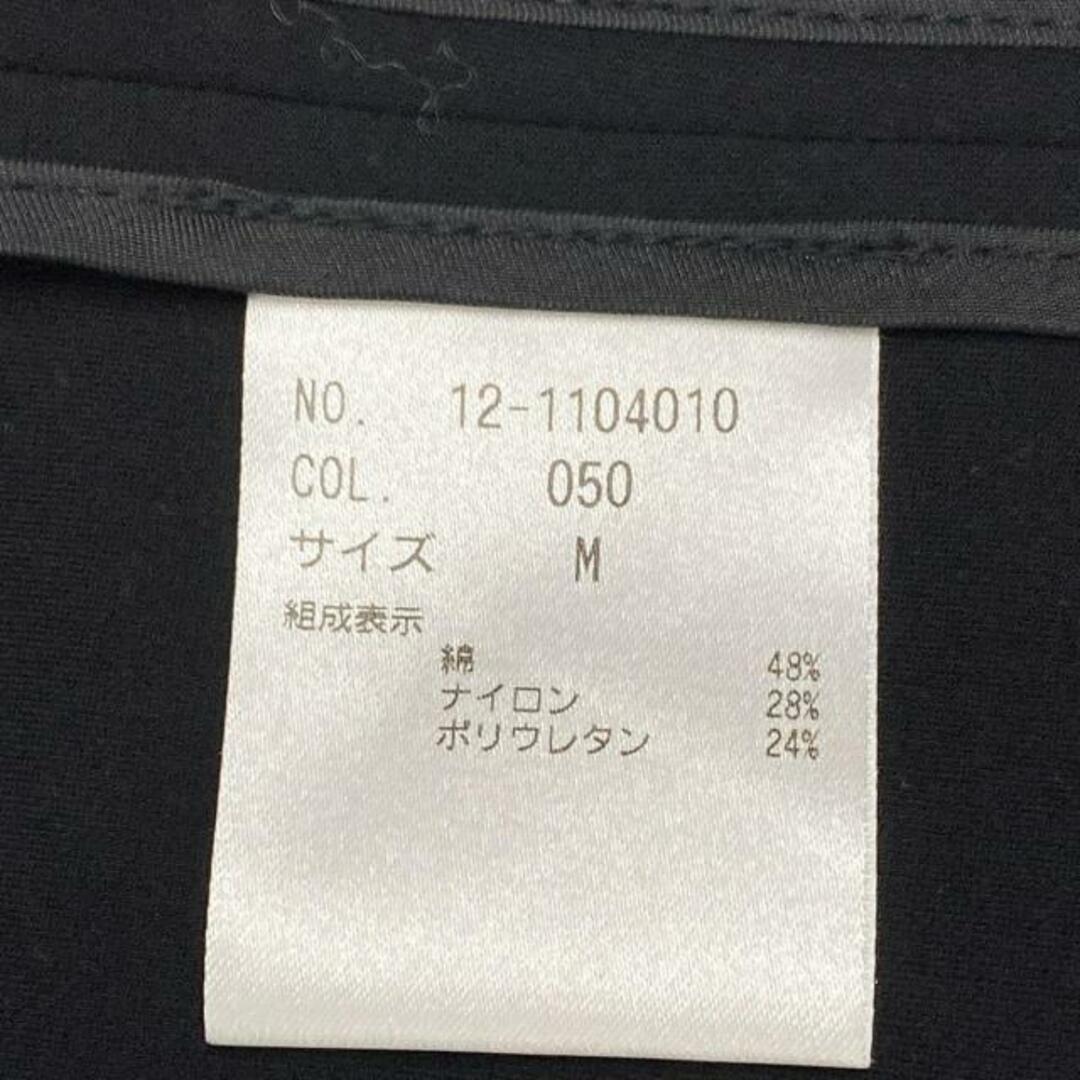 NO. 12-1104010
COL. 050
サイズ M
組成表示
綿 48%
ナイロン 28%
ポリウレタン 24%